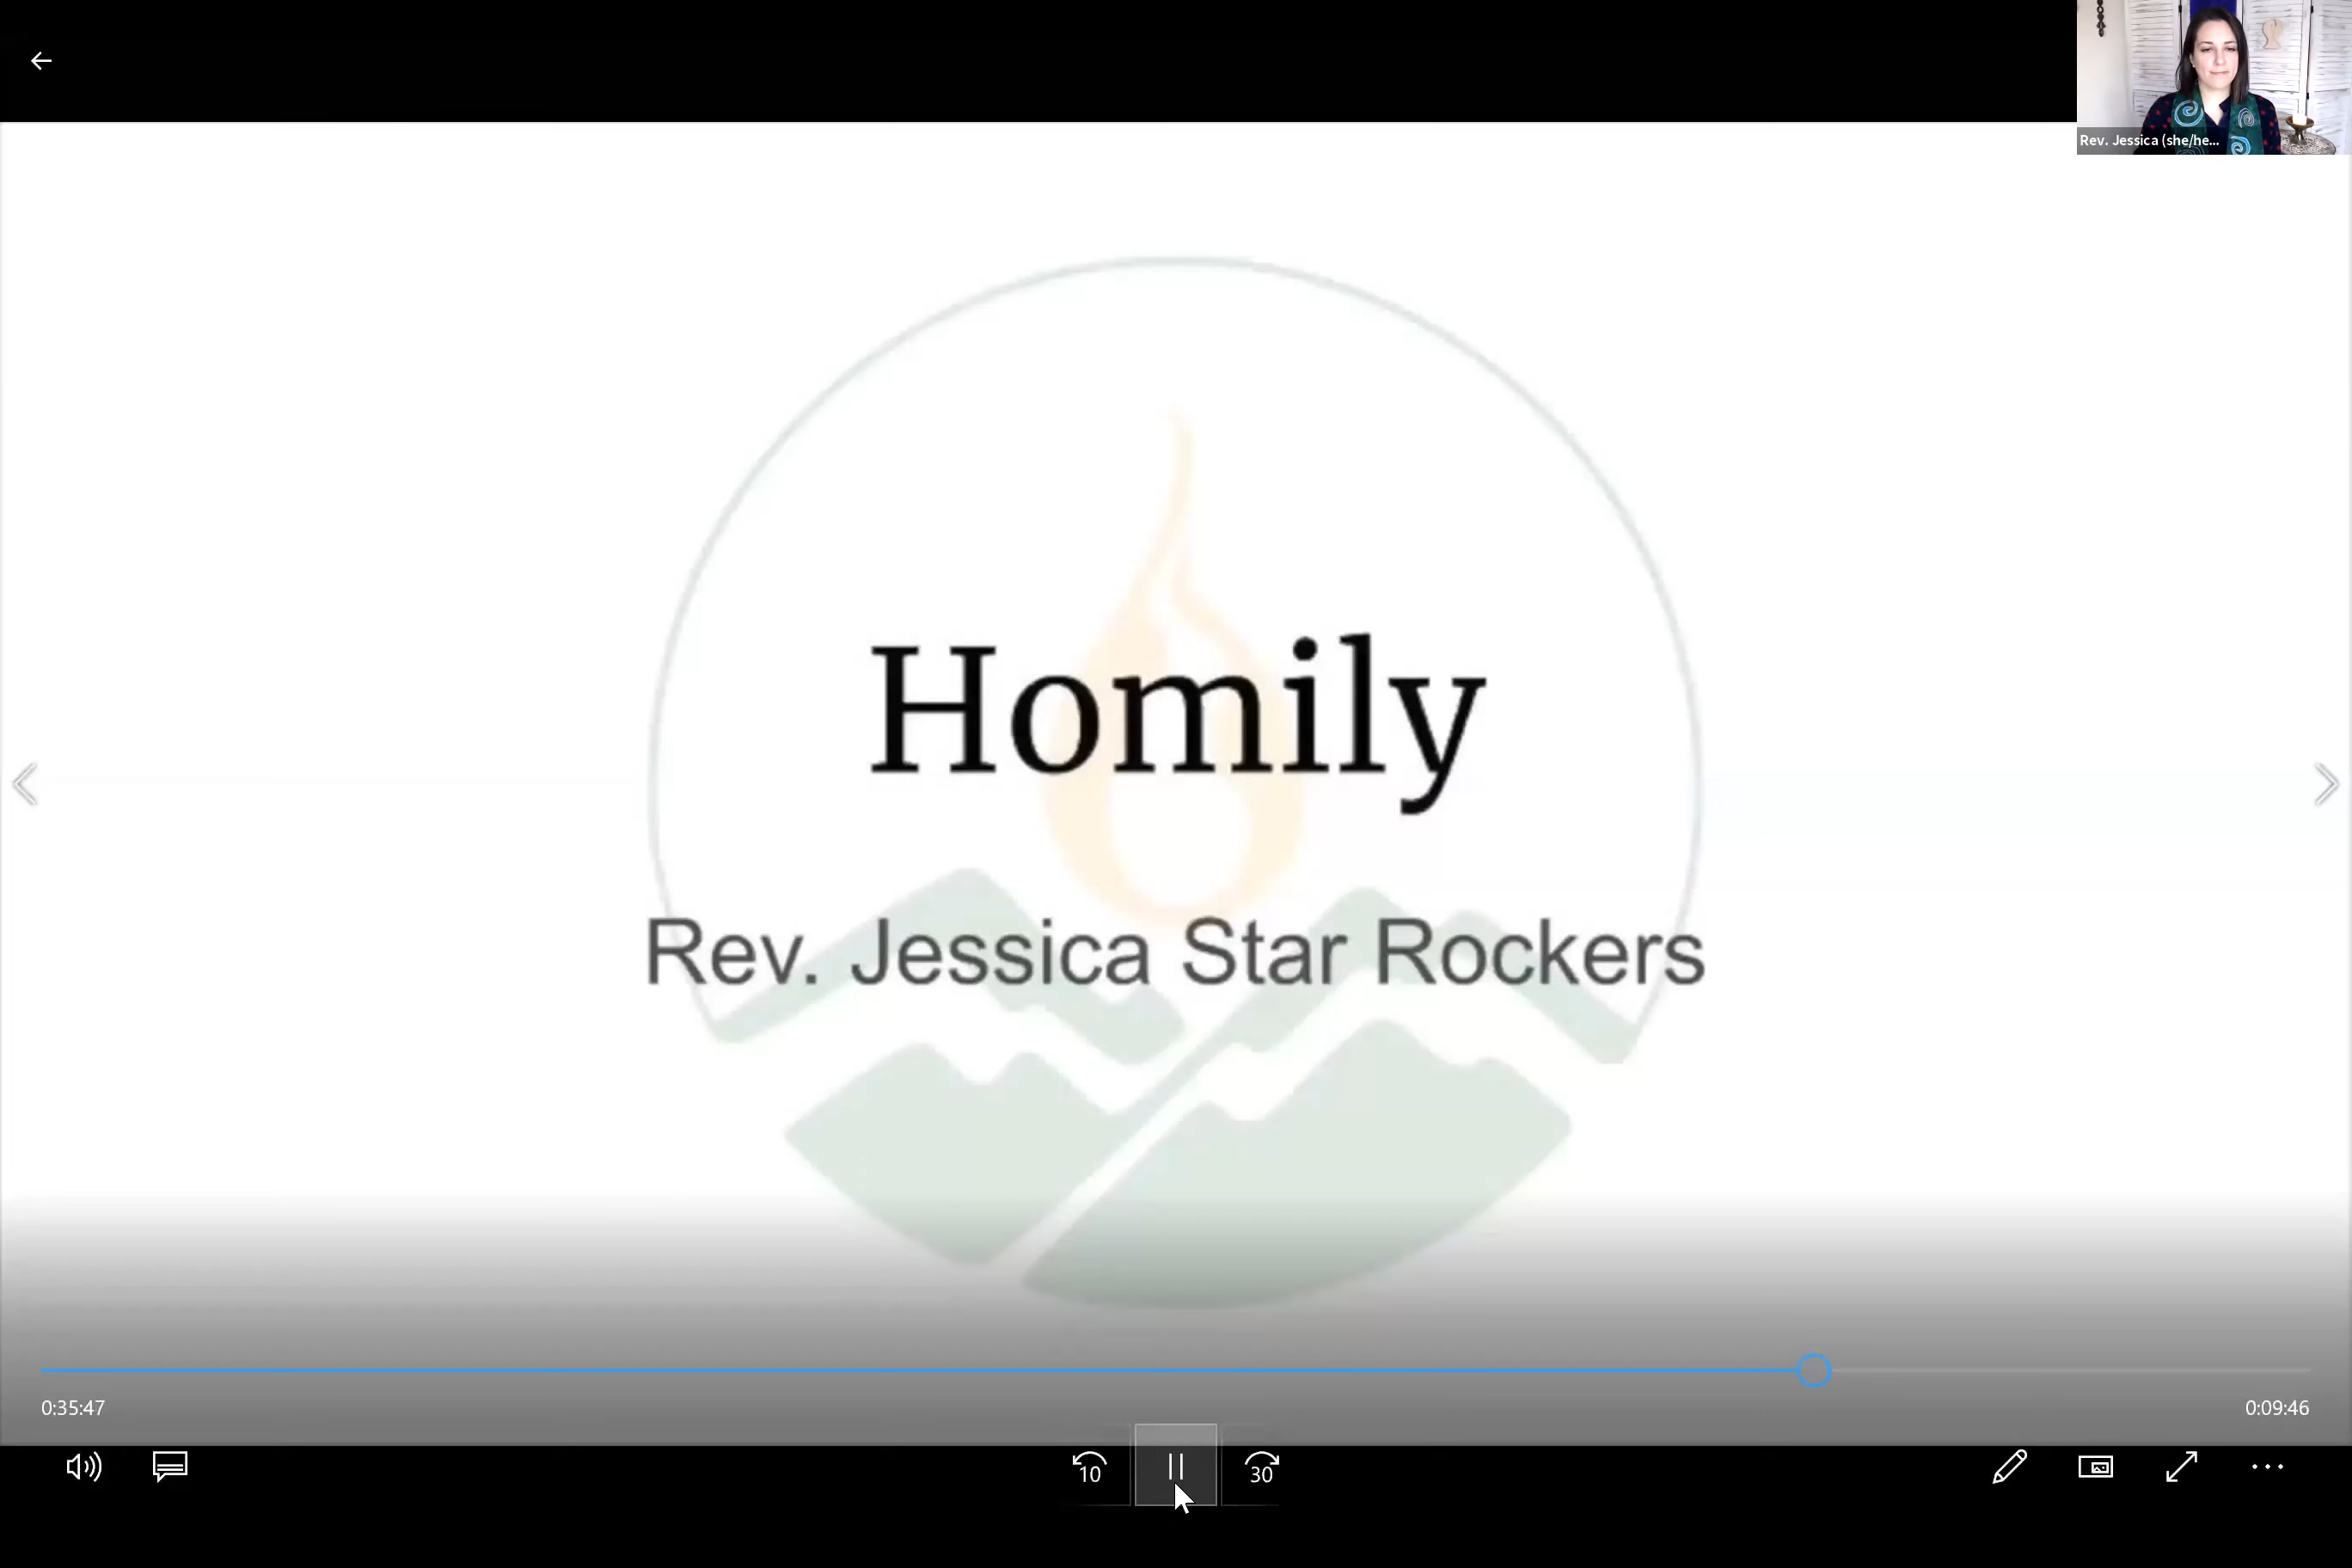 Rev. Jessica (she/he...
Homily
Rev. Jessica Star Rockers
0:35:47
0:09:46
10
30